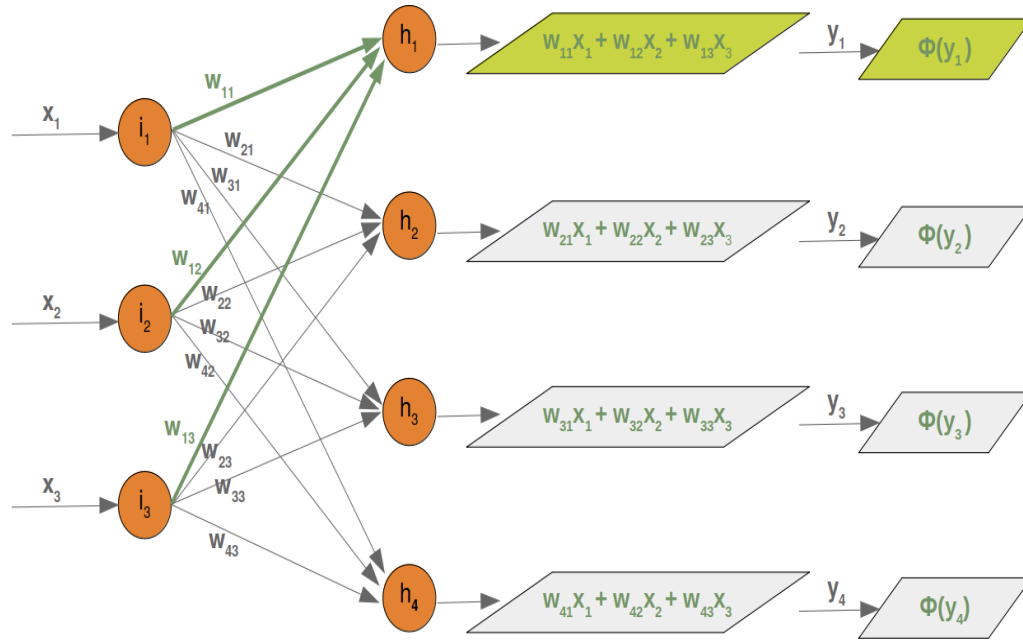 h₁
w₁₁x₁ + w₁₂x₂ + w₁₃x₃
y₁
Φ(y₁)
w₁₁
x₁
i₁
w₂₁
w₃₁
w₄₁
h₂
w₂₁x₁ + w₂₂x₂ + w₂₃x₃
y₂
Φ(y₂)
w₁₂
x₂
i₂
w₂₂
w₃₂
w₄₂
h₃
w₃₁x₁ + w₃₂x₂ + w₃₃x₃
y₃
Φ(y₃)
w₁₃
w₂₃
x₃
i₃
w₃₃
w₄₃
h₄
w₄₁x₁ + w₄₂x₂ + w₄₃x₃
y₄
Φ(y₄)